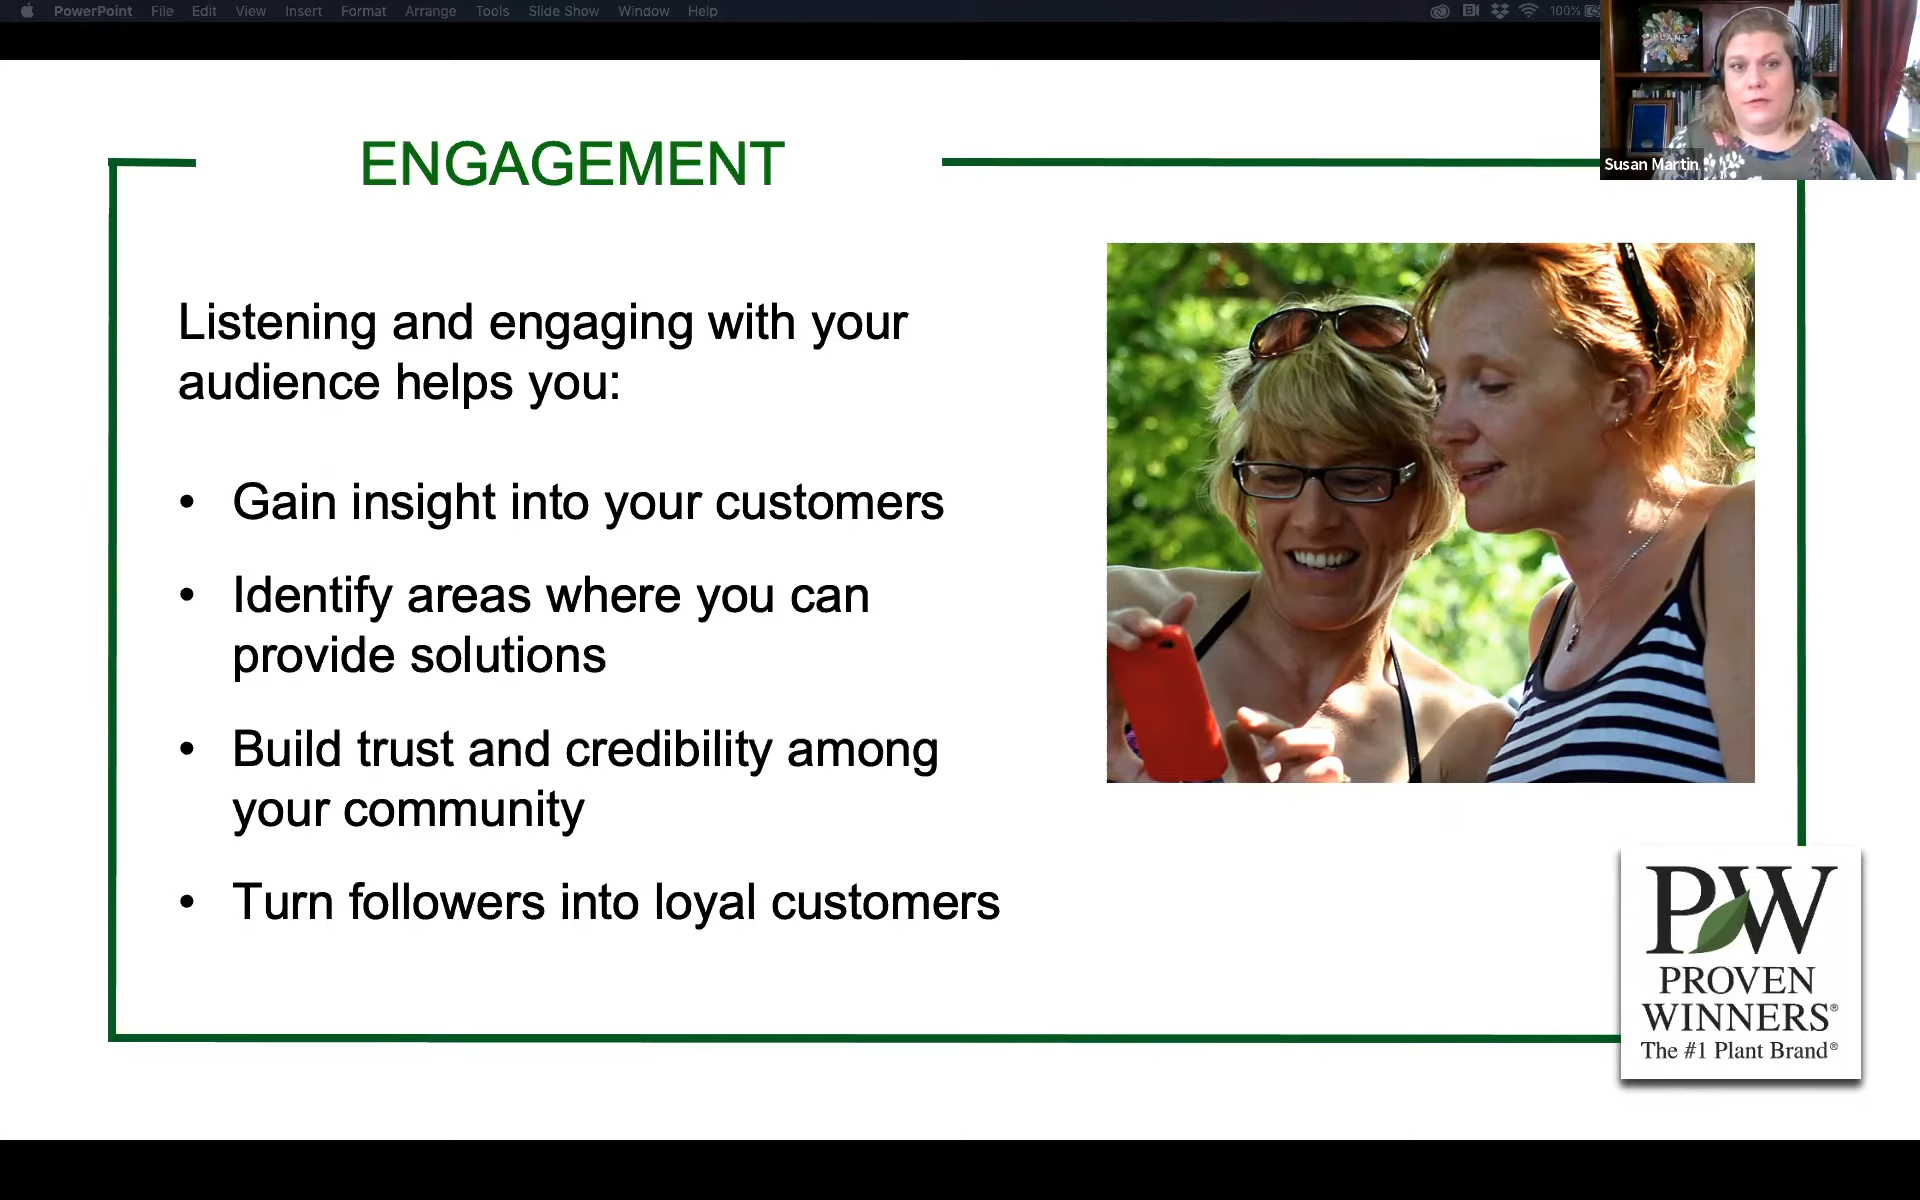 PowerPoint File Edit View Insert Format Arrange Tools Slide Show Window Help
100%
PLANT
Susan Martin
ENGAGEMENT
Listening and engaging with your
audience helps you:
• Gain insight into your customers
• Identify areas where you can
provide solutions
• Build trust and credibility among
your community
• Turn followers into loyal customers
PW
PROVEN
WINNERS®
The #1 Plant Brand®